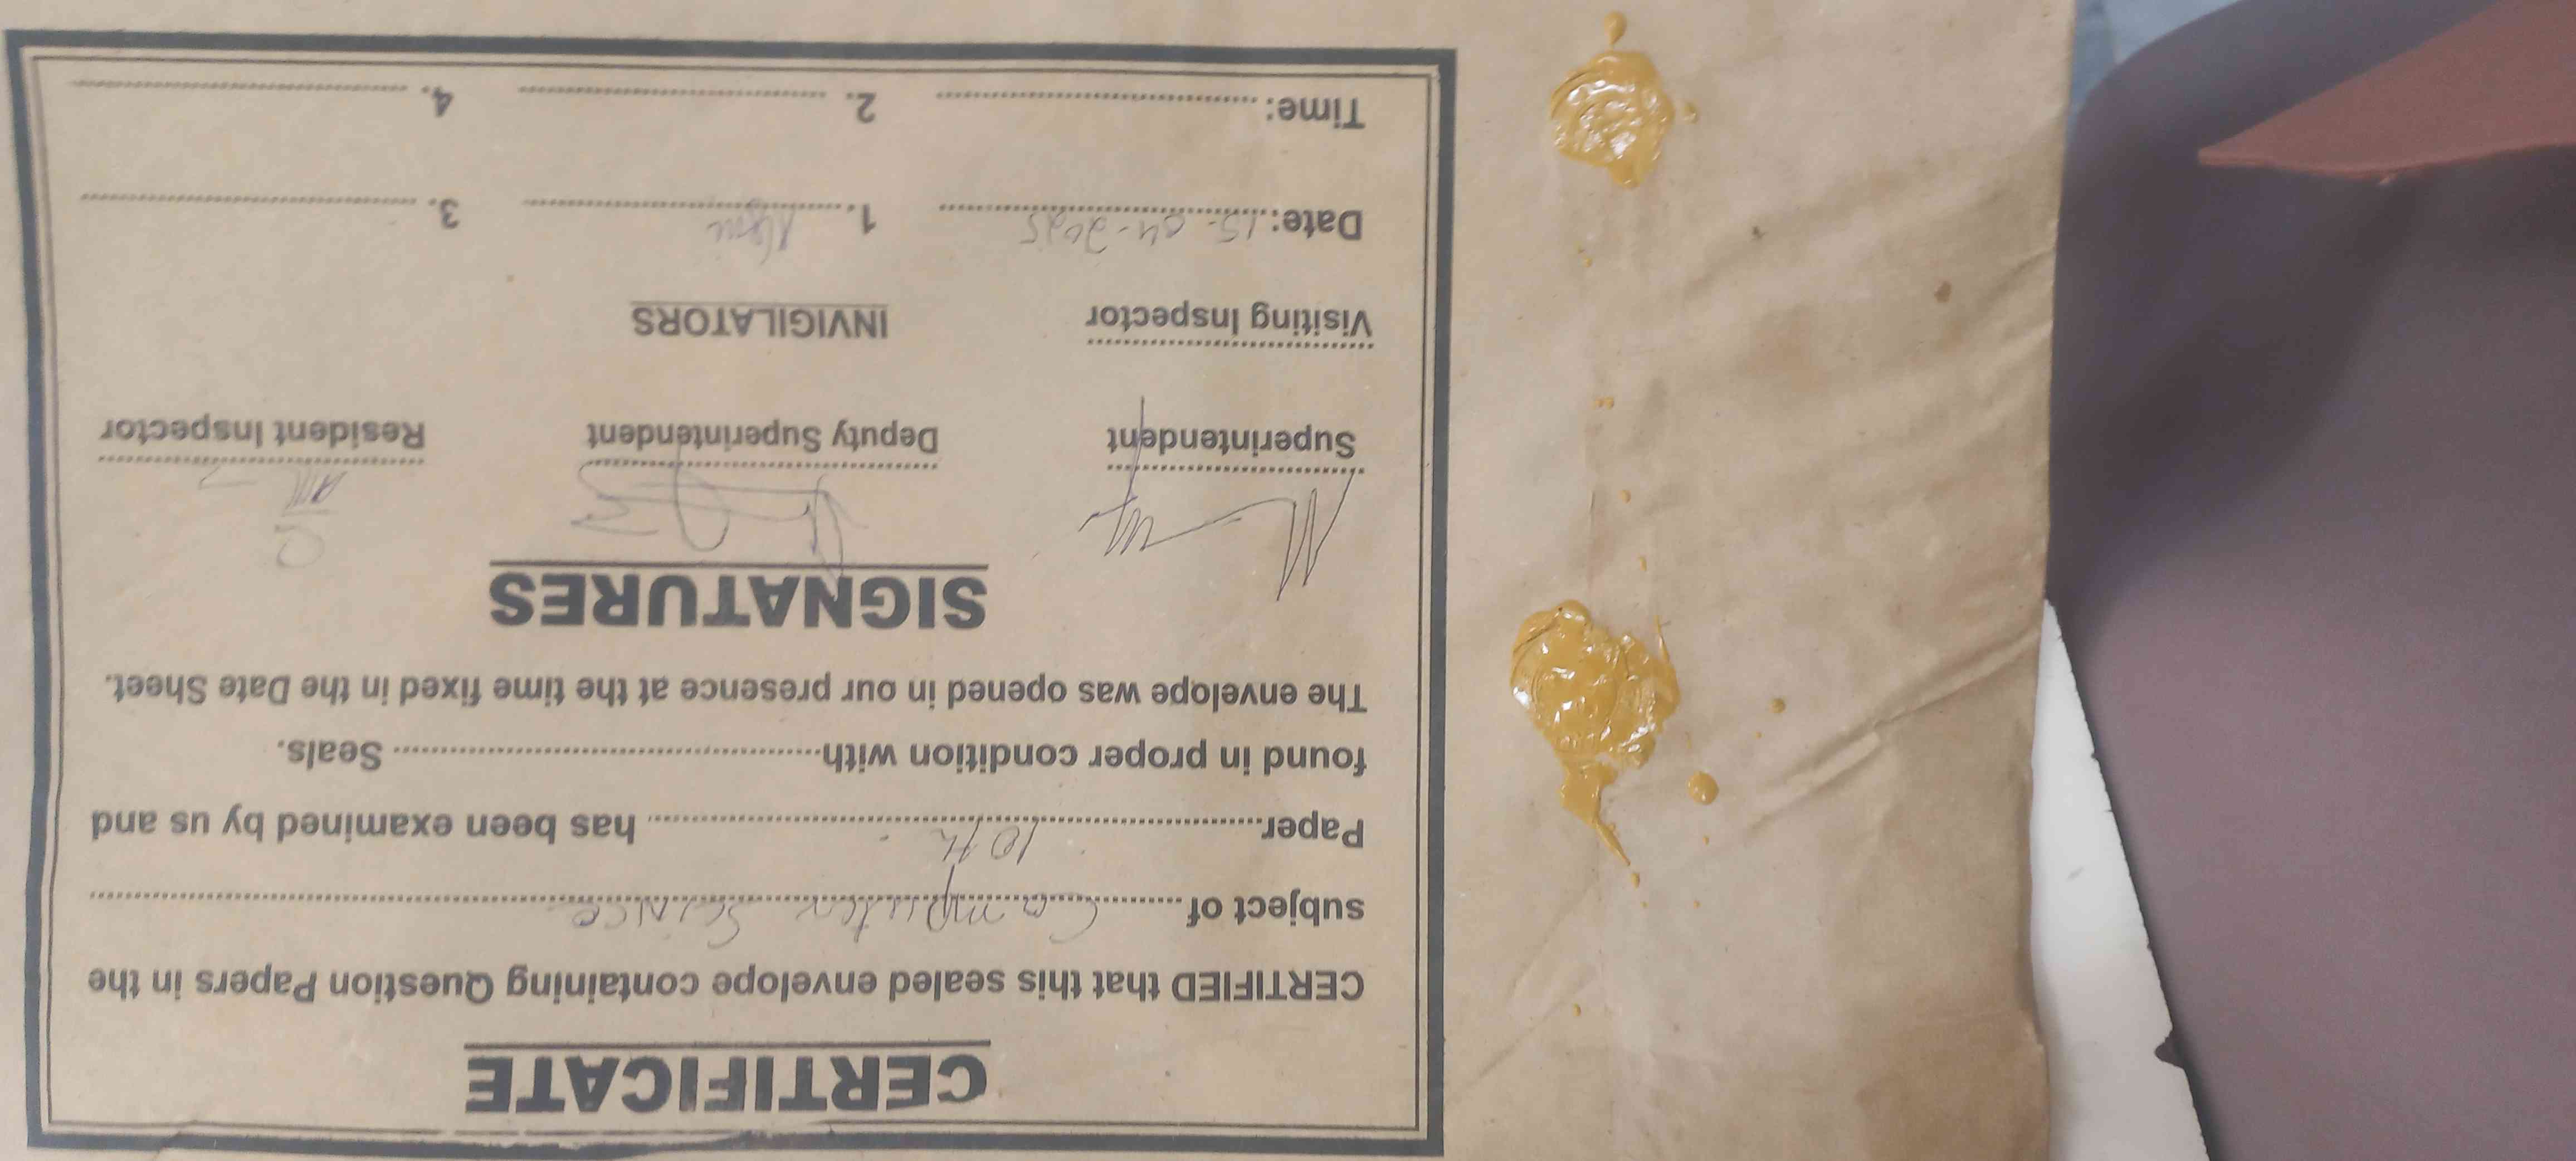 CERTIFICATE
CERTIFIED that this sealed envelope containing Question Papers in the
subject of Computer Science
Paper 10th has been examined by us and
found in proper condition with Seals.
The envelope was opened in our presence at the time fixed in the Date Sheet.
SIGNATURES
Superintendent Deputy Superintendent Resident Inspector
Visiting Inspector INVIGILATORS
Date: 15-04-2025 1. 3.
Time: 2. 4.